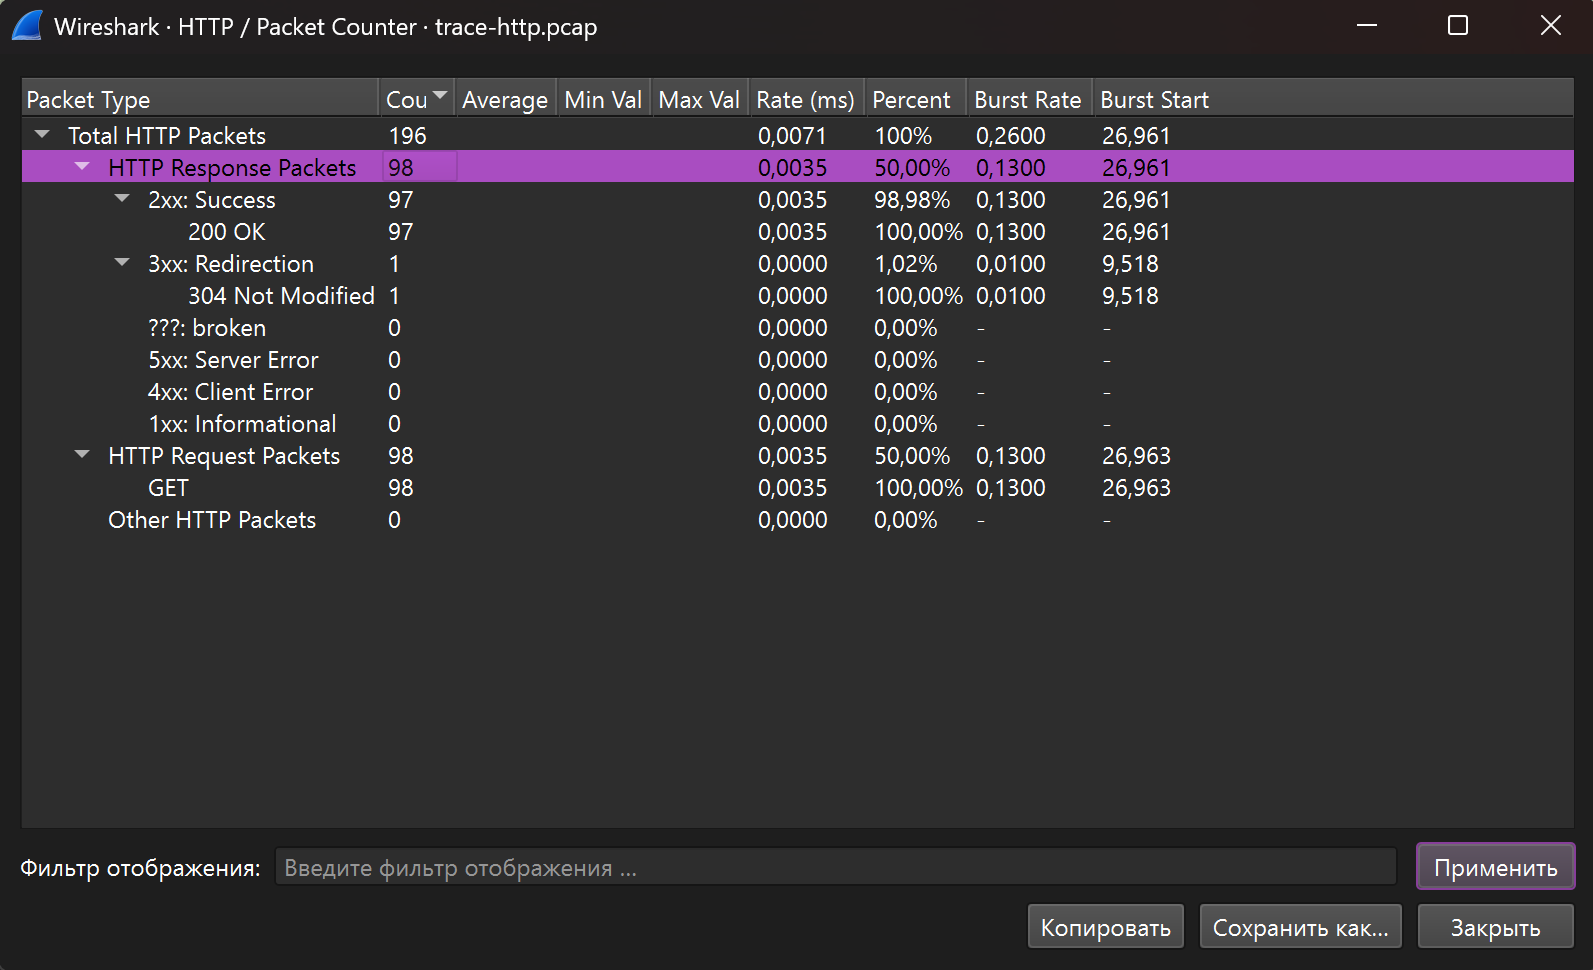 Wireshark · HTTP / Packet Counter · trace-http.pcap
Packet Type Cou Average Min Val Max Val Rate (ms) Percent Burst Rate Burst Start
Total HTTP Packets 196 0,0071 100% 0,2600 26,961
HTTP Response Packets 98 0,0035 50,00% 0,1300 26,961
2xx: Success 97 0,0035 98,98% 0,1300 26,961
200 OK 97 0,0035 100,00% 0,1300 26,961
3xx: Redirection 1 0,0000 1,02% 0,0100 9,518
304 Not Modified 1 0,0000 100,00% 0,0100 9,518
???: broken 0 0,0000 0,00% - -
5xx: Server Error 0 0,0000 0,00% - -
4xx: Client Error 0 0,0000 0,00% - -
1xx: Informational 0 0,0000 0,00% - -
HTTP Request Packets 98 0,0035 50,00% 0,1300 26,963
GET 98 0,0035 100,00% 0,1300 26,963
Other HTTP Packets 0 0,0000 0,00% - -
Фильтр отображения: Введите фильтр отображения ... Применить
Копировать Сохранить как... Закрыть